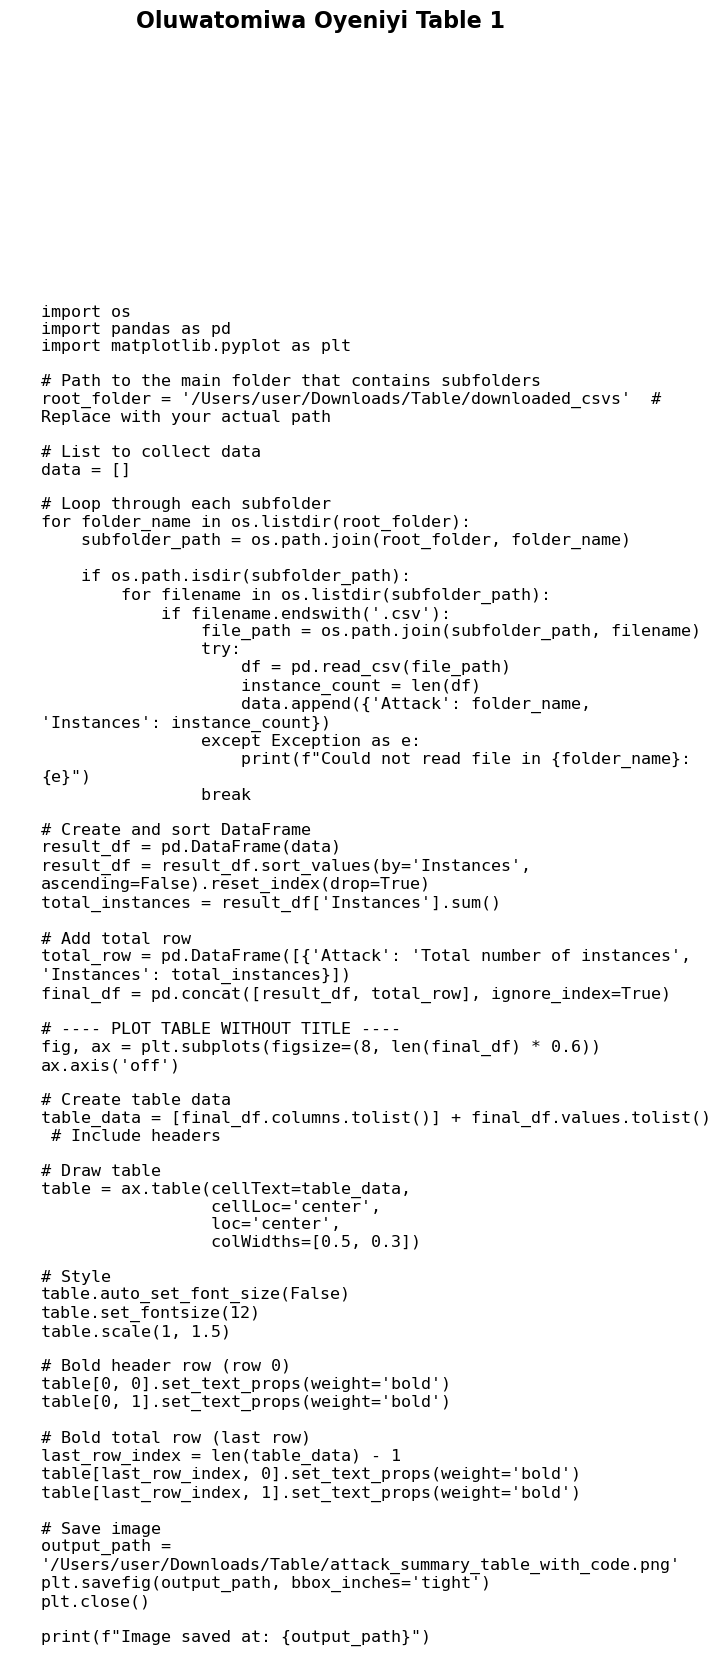 Oluwatomiwa Oyeniyi Table 1
import os
import pandas as pd
import matplotlib.pyplot as plt

# Path to the main folder that contains subfolders
root_folder = '/Users/user/Downloads/Table/downloaded_csvs'  #
Replace with your actual path

# List to collect data
data = []

# Loop through each subfolder
for folder_name in os.listdir(root_folder):
    subfolder_path = os.path.join(root_folder, folder_name)

    if os.path.isdir(subfolder_path):
        for filename in os.listdir(subfolder_path):
            if filename.endswith('.csv'):
                file_path = os.path.join(subfolder_path, filename)
                try:
                    df = pd.read_csv(file_path)
                    instance_count = len(df)
                    data.append({'Attack': folder_name,
'Instances': instance_count})
                except Exception as e:
                    print(f"Could not read file in {folder_name}:
{e}")
                break

# Create and sort DataFrame
result_df = pd.DataFrame(data)
result_df = result_df.sort_values(by='Instances',
ascending=False).reset_index(drop=True)
total_instances = result_df['Instances'].sum()

# Add total row
total_row = pd.DataFrame([{'Attack': 'Total number of instances',
'Instances': total_instances}])
final_df = pd.concat([result_df, total_row], ignore_index=True)

# ---- PLOT TABLE WITHOUT TITLE ----
fig, ax = plt.subplots(figsize=(8, len(final_df) * 0.6))
ax.axis('off')

# Create table data
table_data = [final_df.columns.tolist()] + final_df.values.tolist()
 # Include headers

# Draw table
table = ax.table(cellText=table_data,
                 cellLoc='center',
                 loc='center',
                 colWidths=[0.5, 0.3])

# Style
table.auto_set_font_size(False)
table.set_fontsize(12)
table.scale(1, 1.5)

# Bold header row (row 0)
table[0, 0].set_text_props(weight='bold')
table[0, 1].set_text_props(weight='bold')

# Bold total row (last row)
last_row_index = len(table_data) - 1
table[last_row_index, 0].set_text_props(weight='bold')
table[last_row_index, 1].set_text_props(weight='bold')

# Save image
output_path =
'/Users/user/Downloads/Table/attack_summary_table_with_code.png'
plt.savefig(output_path, bbox_inches='tight')
plt.close()

print(f"Image saved at: {output_path}")